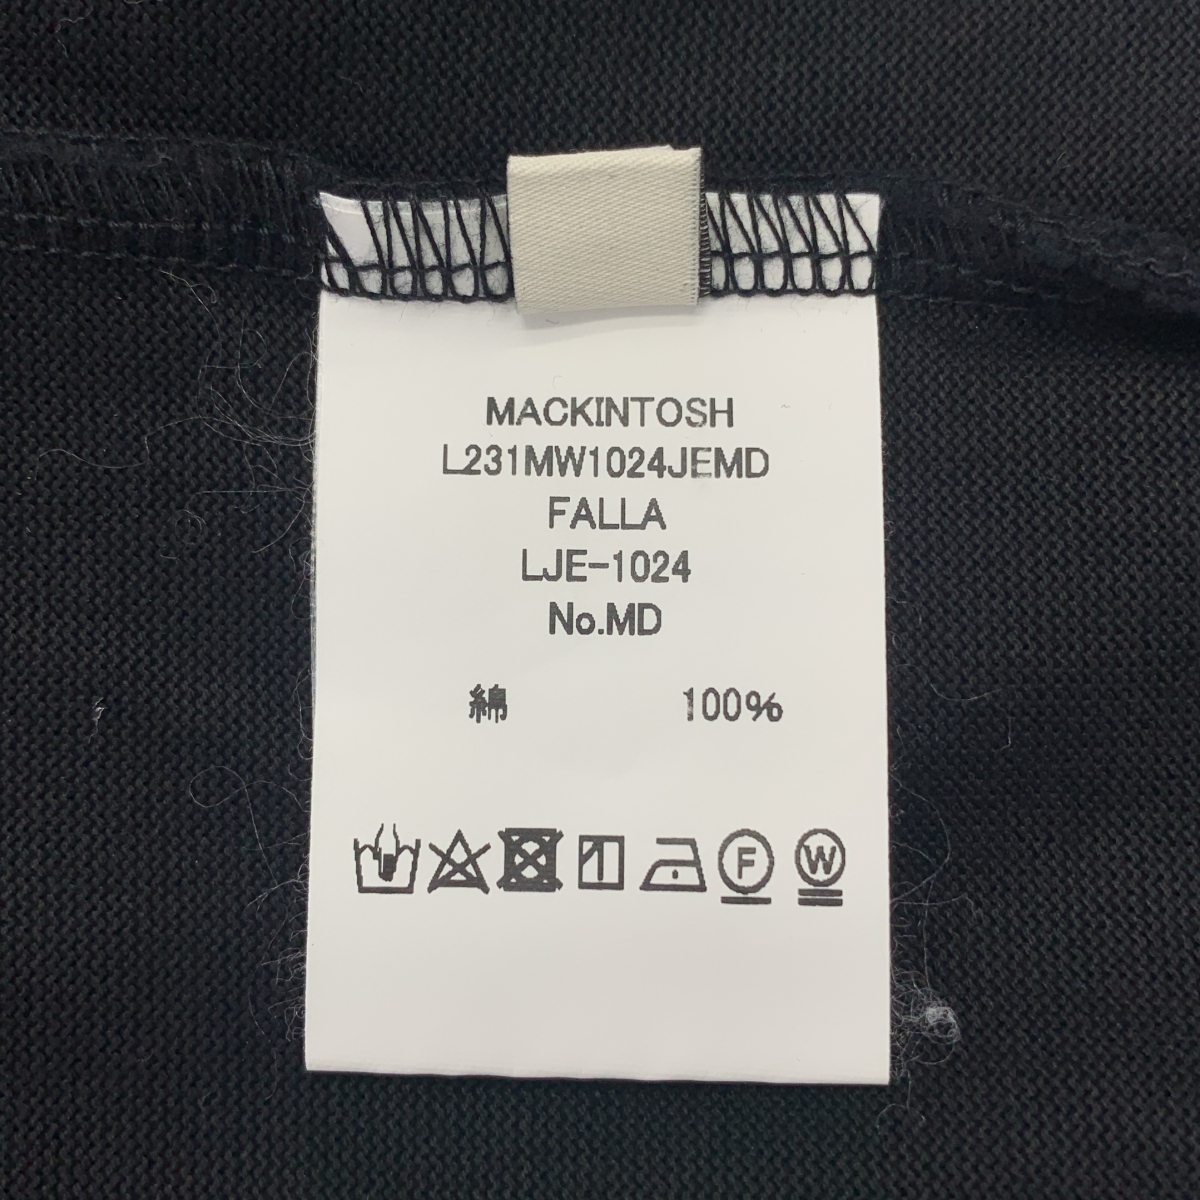 MACKINTOSH
L231MW1024JEMD
FALLA
LJE-1024
No.MD
綿 100%
F W